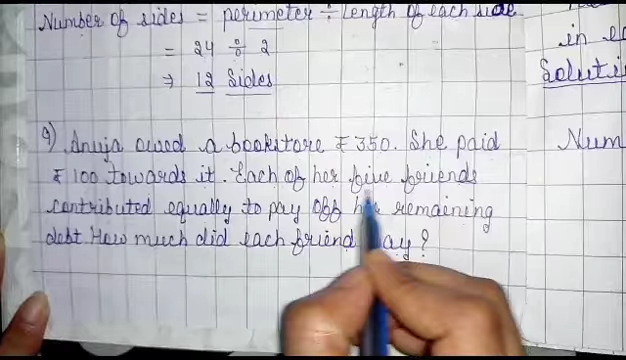 Number of sides = perimeter ÷ length of each side
= 24 ÷ 2
⇒ 12 Sides
9) Anuja owed a bookstore ₹ 350. She paid
₹ 100 towards it. Each of her five friends
contributed equally to pay off her remaining
debt. How much did each friend pay?
in
Soluti
Num